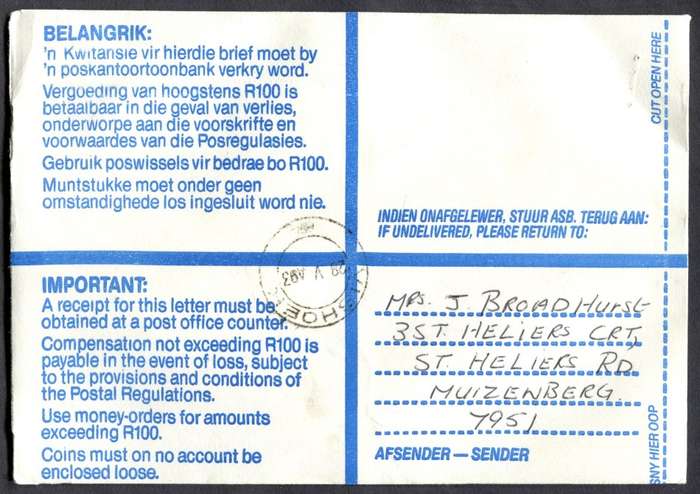 BELANGRIK:
'n Kwitansie vir hierdie brief moet by
'n poskantoortoonbank verkry word.
Vergoeding van hoogstens R100 is
betaalbaar in die geval van verlies,
onderworpe aan die voorskrifte en
voorwaardes van die Posregulasies.
Gebruik poswissels vir bedrae bo R100.
Muntstukke moet onder geen
omstandighede los ingesluit word nie.
CUT OPEN HERE
INDIEN ONAFGELEWER, STUUR ASB. TERUG AAN:
IF UNDELIVERED, PLEASE RETURN TO:
IMPORTANT:
A receipt for this letter must be
obtained at a post office counter.
Compensation not exceeding R100 is
payable in the event of loss, subject
to the provisions and conditions of
the Postal Regulations.
Use money-orders for amounts
exceeding R100.
Coins must on no account be
enclosed loose.
MRS. J BROADHURST
3 ST. HELIERS CRT,
ST. HELIERS RD
MUIZENBERG.
7951
AFSENDER — SENDER
SNY HIER OOP